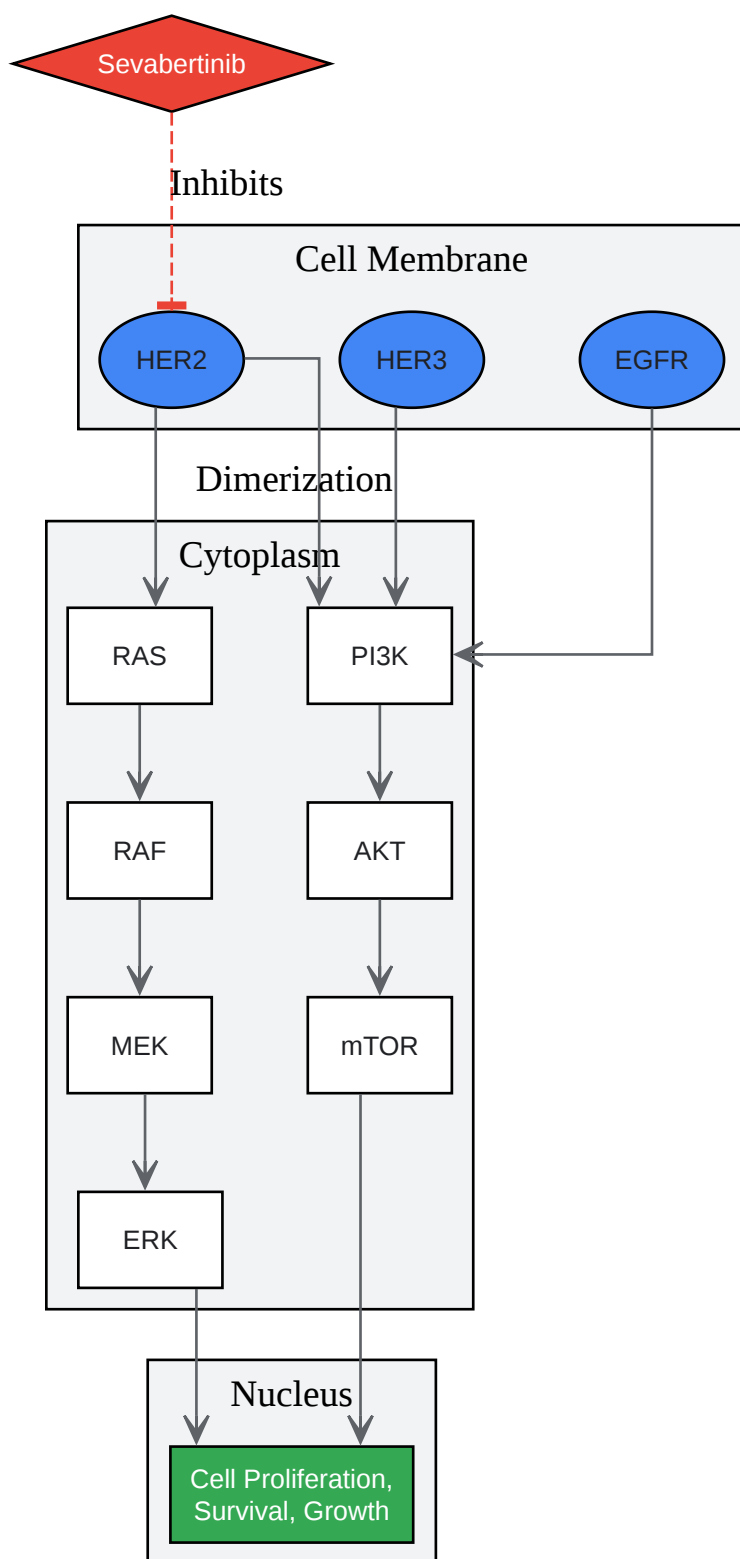 Sevabertinib
Inhibits
Cell Membrane
HER2
HER3
EGFR
Dimerization
Cytoplasm
RAS
PI3K
RAF
AKT
MEK
mTOR
ERK
Nucleus
Cell Proliferation,
Survival, Growth